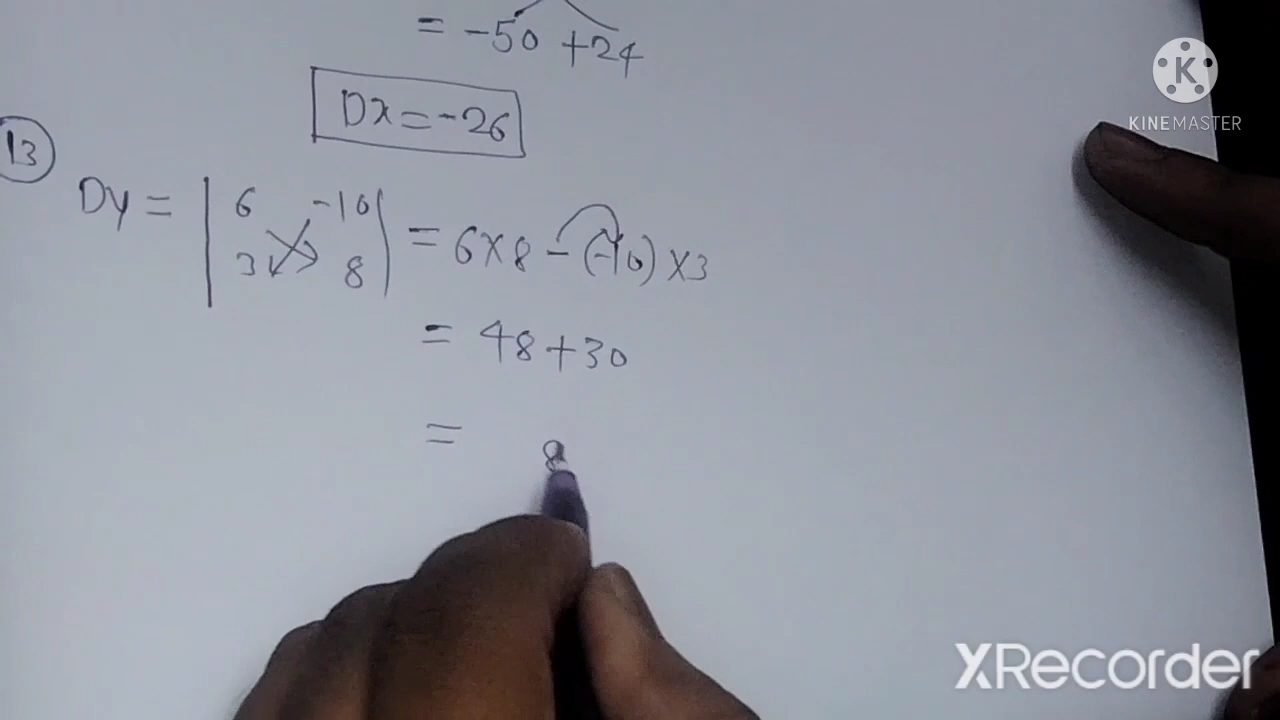 = -50 +24
Dx = -26
13
Dy = | 6 -10 | = 6×8 - (-10) ×3
| 3 8 |
= 48+30
= 8
K
KINEMASTER
XRecorder